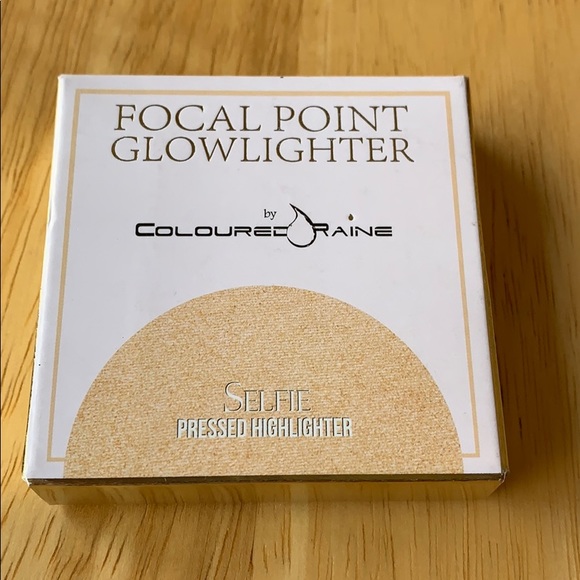 FOCAL POINT
GLOWLIGHTER
by
COLOURED RAINE
SELFIE
PRESSED HIGHLIGHTER